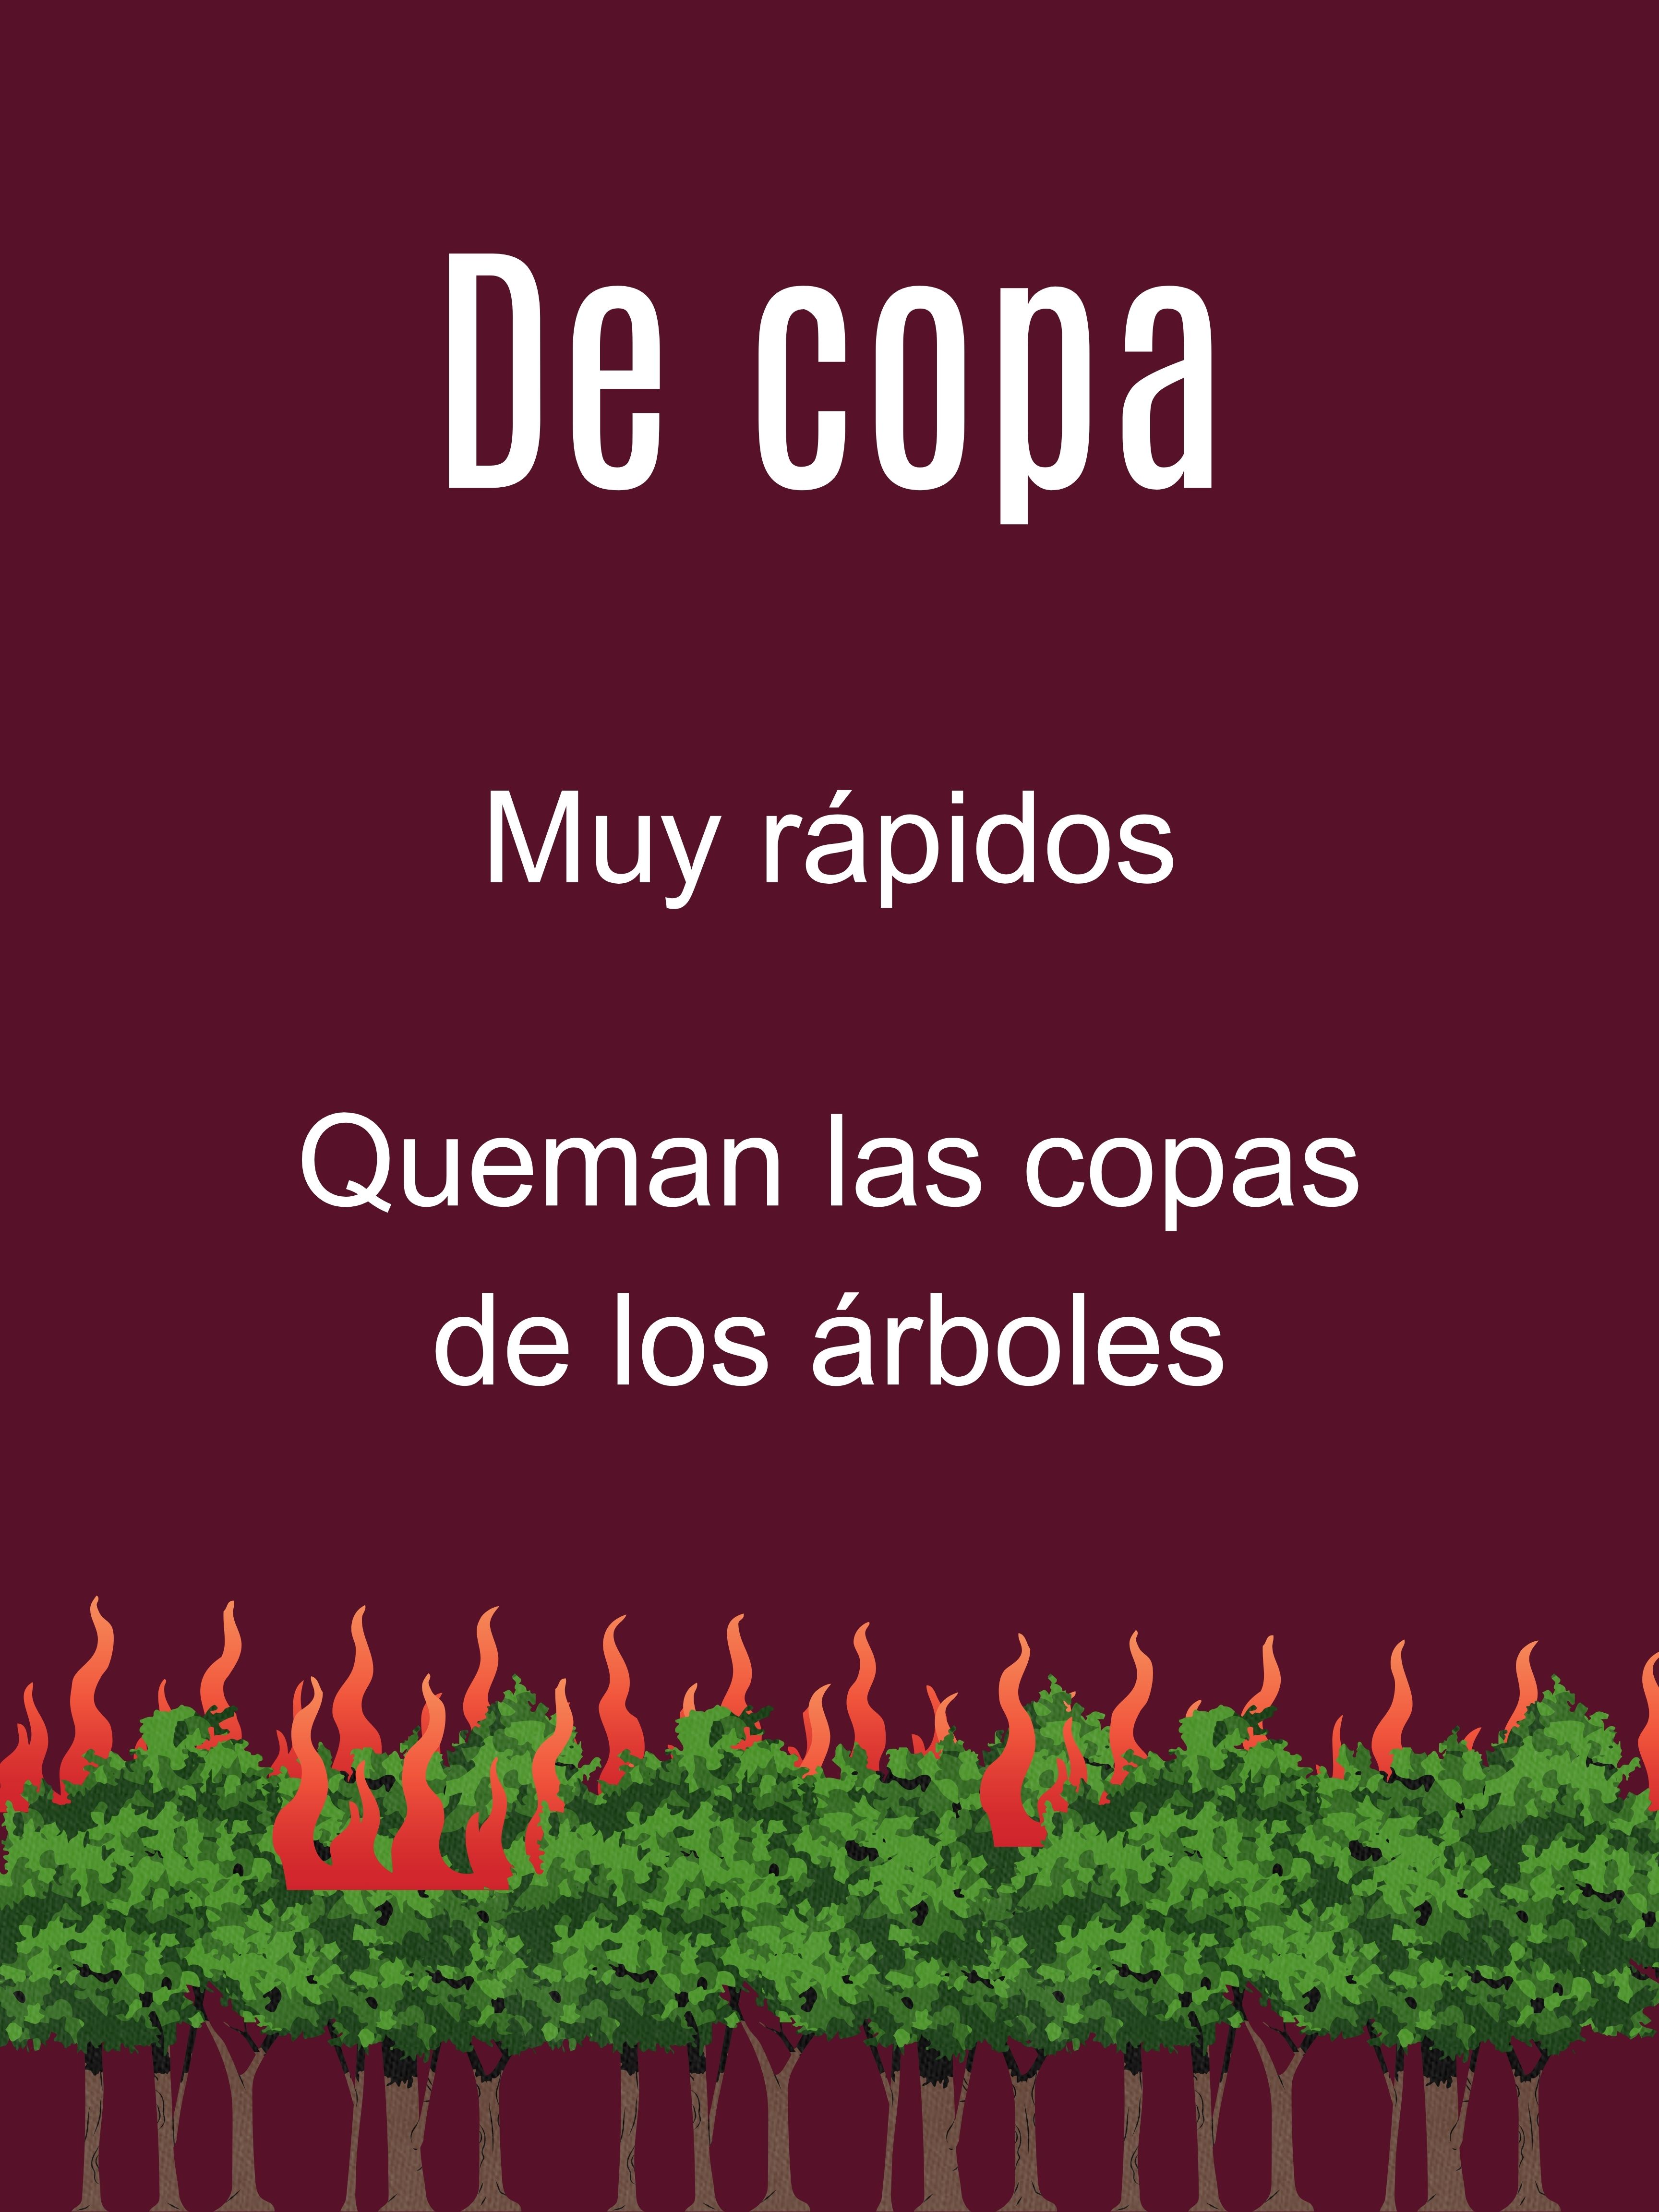 De copa
Muy rápidos
Queman las copas
de los árboles